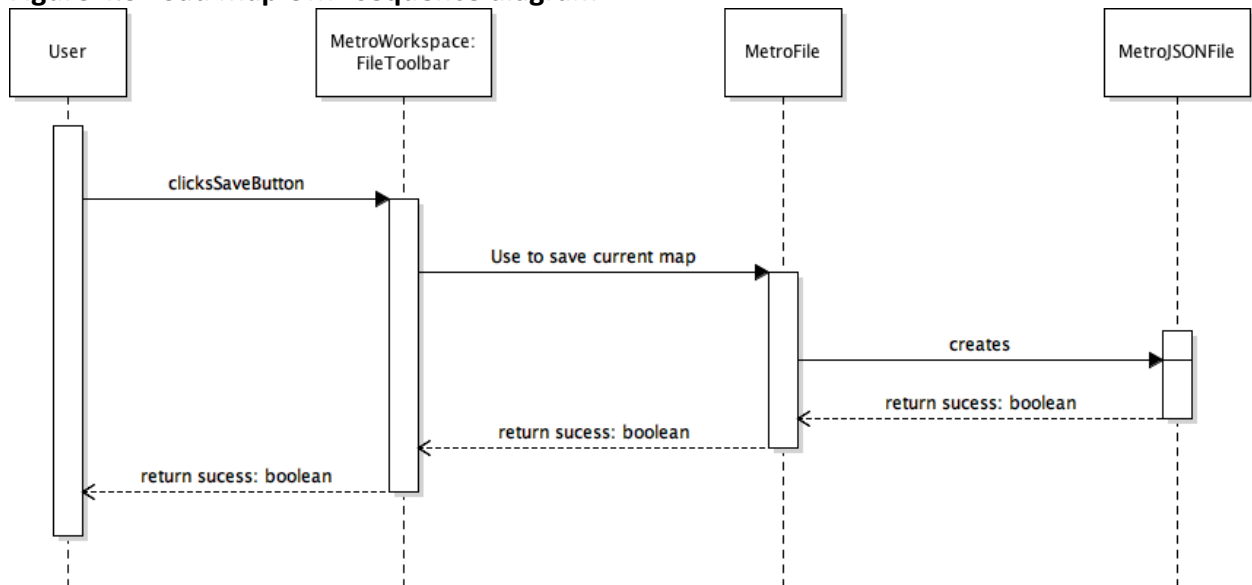 User
MetroWorkspace:
FileToolbar
MetroFile
MetroJSONFile
clicksSaveButton
Use to save current map
creates
return sucess: boolean
return sucess: boolean
return sucess: boolean